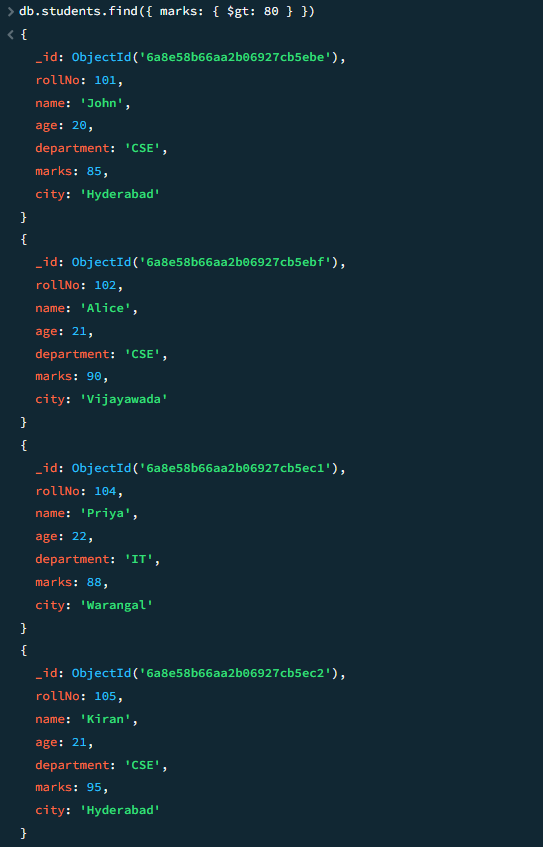 > db.students.find({ marks: { $gt: 80 } })
< {
_id: ObjectId('6a8e58b66aa2b06927cb5ebe'),
rollNo: 101,
name: 'John',
age: 20,
department: 'CSE',
marks: 85,
city: 'Hyderabad'
}
{
_id: ObjectId('6a8e58b66aa2b06927cb5ebf'),
rollNo: 102,
name: 'Alice',
age: 21,
department: 'CSE',
marks: 90,
city: 'Vijayawada'
}
{
_id: ObjectId('6a8e58b66aa2b06927cb5ec1'),
rollNo: 104,
name: 'Priya',
age: 22,
department: 'IT',
marks: 88,
city: 'Warangal'
}
{
_id: ObjectId('6a8e58b66aa2b06927cb5ec2'),
rollNo: 105,
name: 'Kiran',
age: 21,
department: 'CSE',
marks: 95,
city: 'Hyderabad'
}